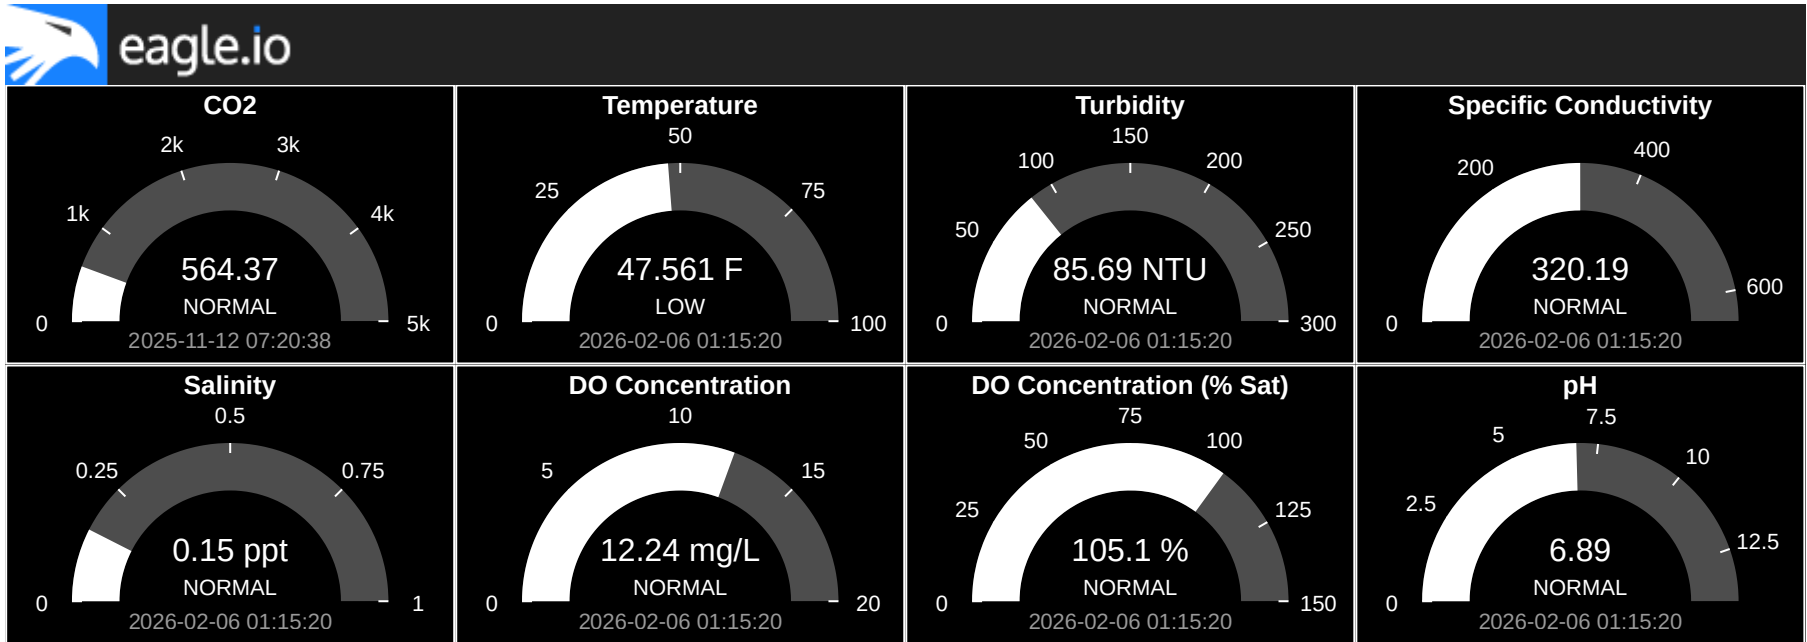 eagle.io
CO2
0
1k
2k
3k
4k
5k
564.37
NORMAL
2025-11-12 07:20:38
Temperature
0
25
50
75
100
47.561 F
LOW
2026-02-06 01:15:20
Turbidity
0
50
100
150
200
250
300
85.69 NTU
NORMAL
2026-02-06 01:15:20
Specific Conductivity
0
200
400
600
320.19
NORMAL
2026-02-06 01:15:20
Salinity
0
0.25
0.5
0.75
1
0.15 ppt
NORMAL
2026-02-06 01:15:20
DO Concentration
0
5
10
15
20
12.24 mg/L
NORMAL
2026-02-06 01:15:20
DO Concentration (% Sat)
0
25
50
75
100
125
150
105.1 %
NORMAL
2026-02-06 01:15:20
pH
0
2.5
5
7.5
10
12.5
6.89
NORMAL
2026-02-06 01:15:20